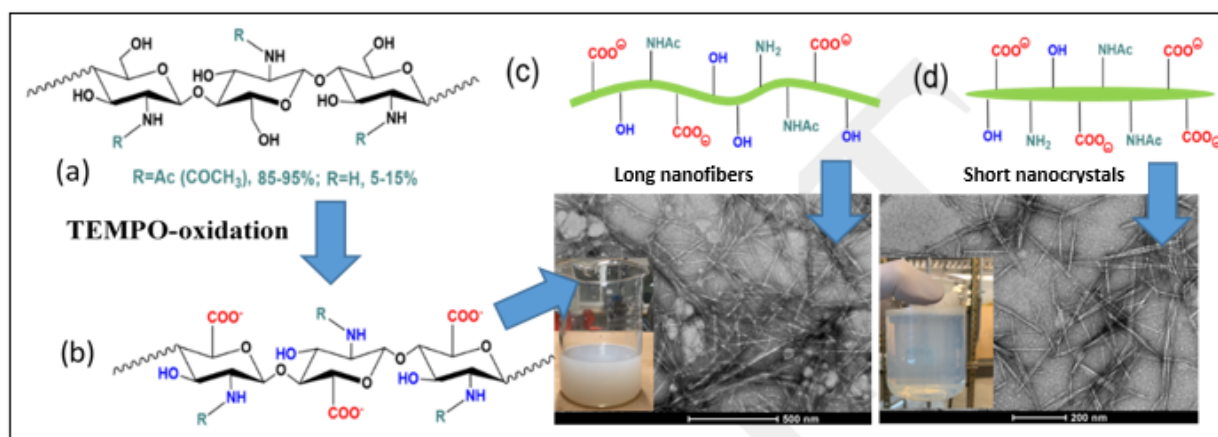 R
OH
NH
OH
O
HO
O
O
O
HO
NH
O
HO
O
NH
R
OH
R
(a)
R=Ac (COCH₃), 85-95%; R=H, 5-15%
TEMPO-oxidation
COO⁻
R
NH
COO⁻
O
HO
O
O
O
(b)
HO
NH
O
HO
O
NH
R
COO⁻
R
(c)
COO⊖
NHAc
OH
NH₂
COO⊖
OH
COO⊖
OH
NHAc
OH
Long nanofibers
500 nm
(d)
COO⊖
OH
NHAc
COO⊖
OH
NH₂
COO⊖
NHAc
COO⊖
Short nanocrystals
200 nm